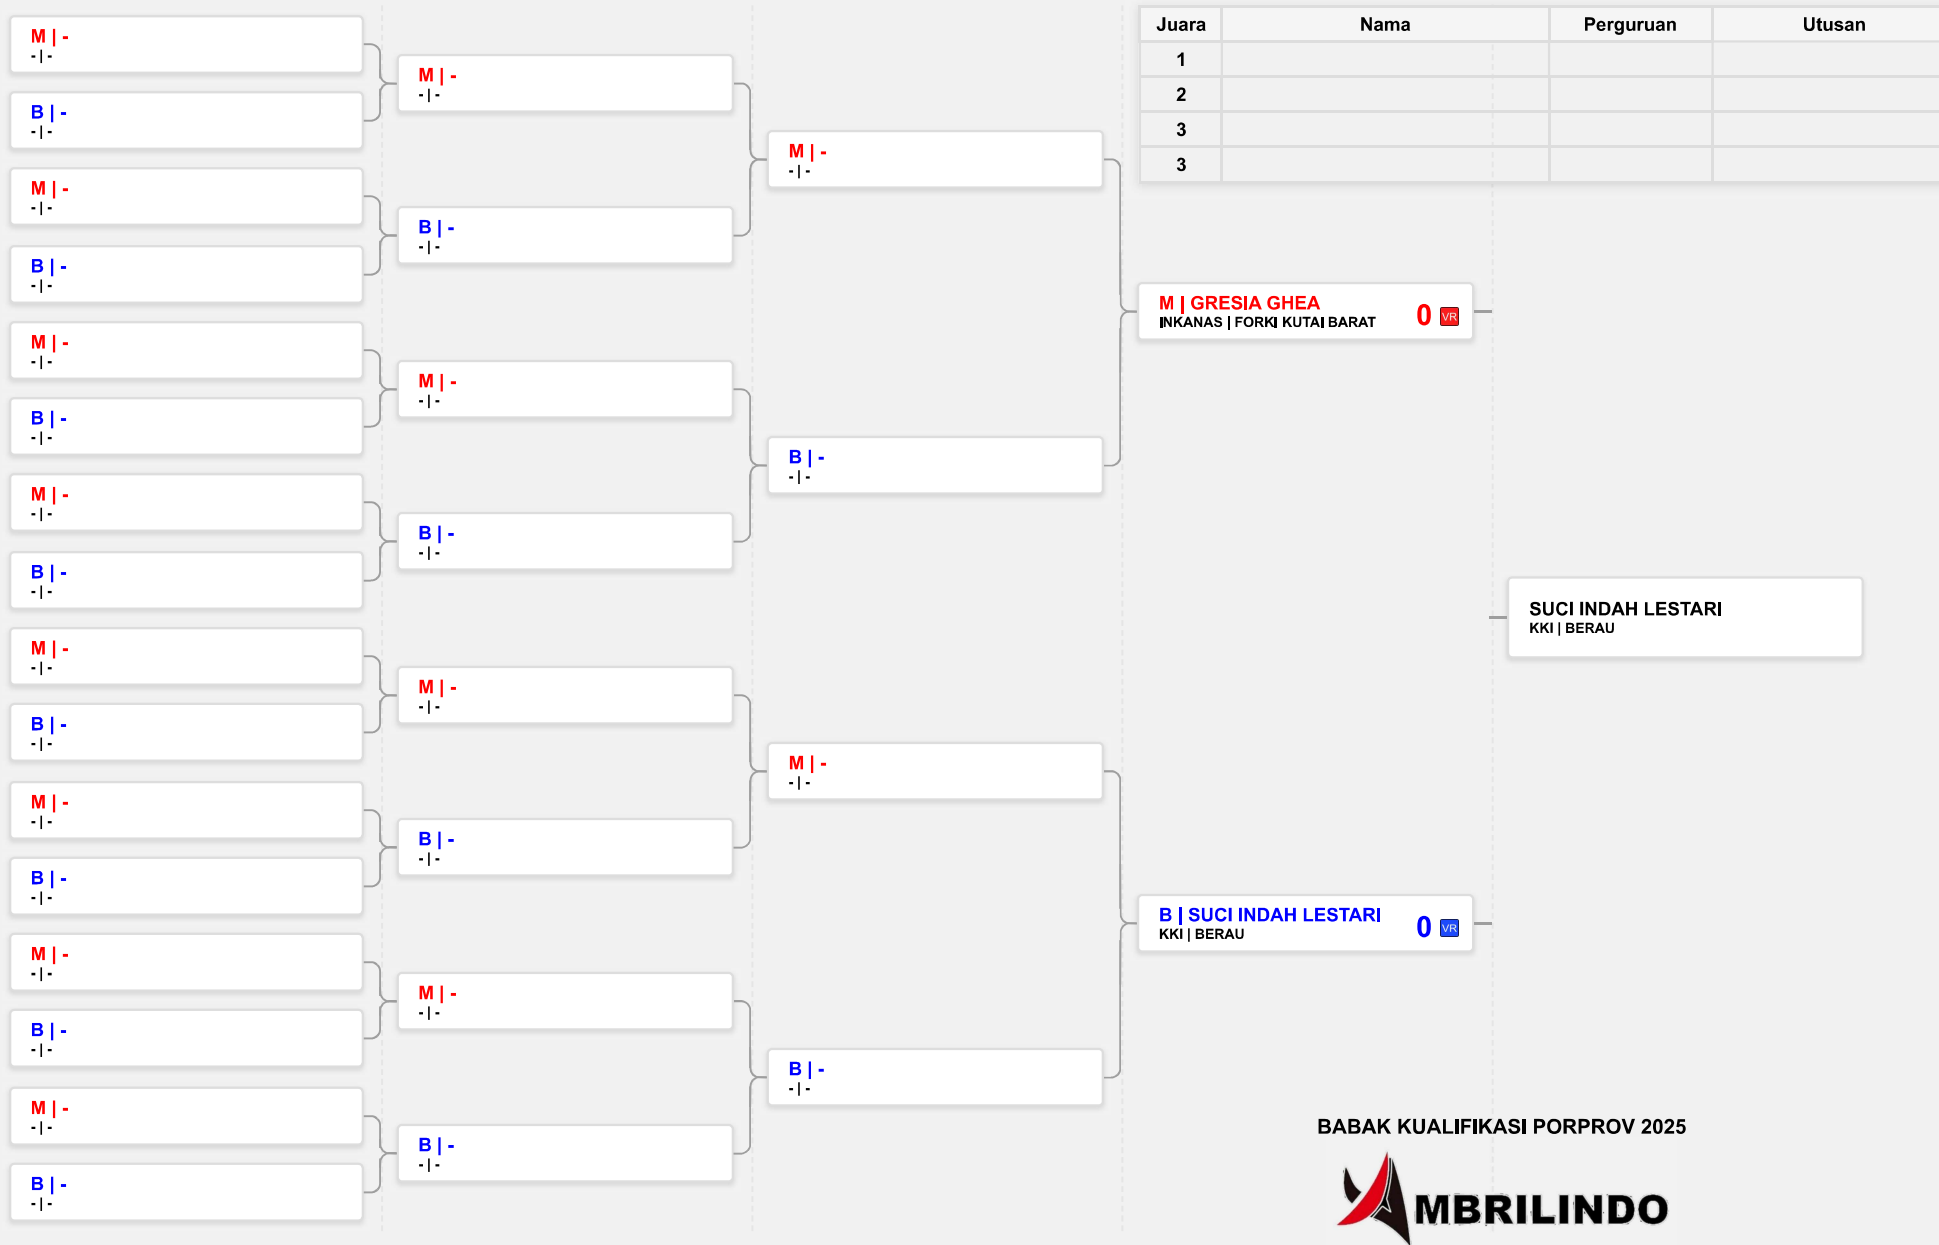 M | -
- | -
B | -
- | -
M | -
- | -
B | -
- | -
M | -
- | -
B | -
- | -
M | -
- | -
B | -
- | -
M | -
- | -
B | -
- | -
M | -
- | -
B | -
- | -
M | -
- | -
B | -
- | -
M | -
- | -
B | -
- | -
M | -
- | -
B | -
- | -
M | -
- | -
B | -
- | -
M | -
- | -
B | -
- | -
M | -
- | -
B | -
- | -
M | -
- | -
B | -
- | -
M | -
- | -
B | -
- | -
Juara Nama Perguruan Utusan
1
2
3
3
M | GRESIA GHEA 0 VR
INKANAS | FORKI KUTAI BARAT
B | SUCI INDAH LESTARI 0 VR
KKI | BERAU
SUCI INDAH LESTARI
KKI | BERAU
BABAK KUALIFIKASI PORPROV 2025
MBRILINDO